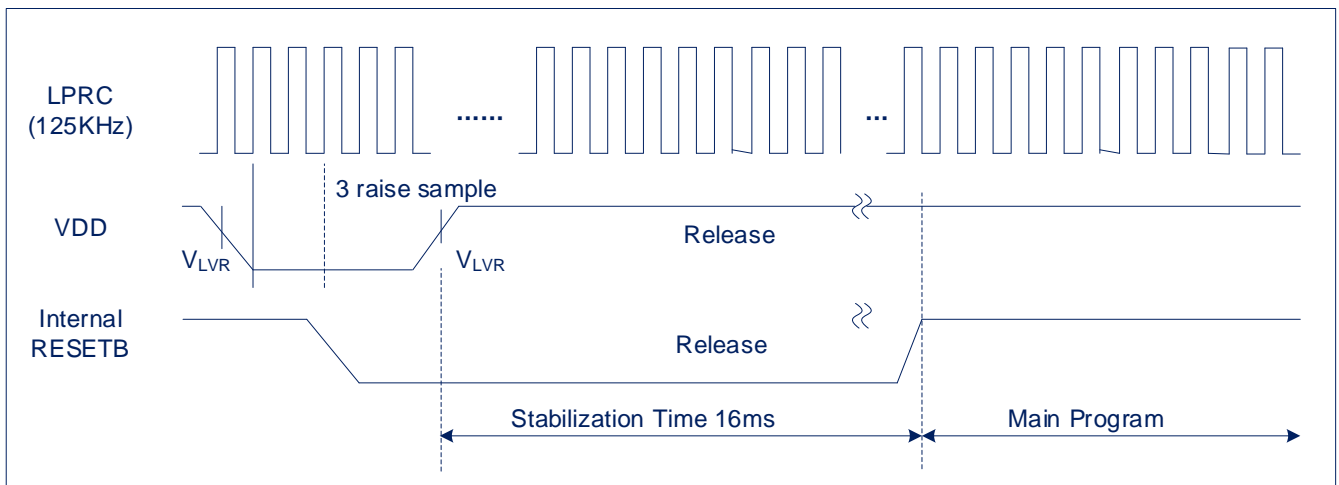 LPRC
(125KHz)
......
...
3 raise sample
VDD
VLVR
VLVR
Release
Internal
RESETB
Release
Stabilization Time 16ms
Main Program